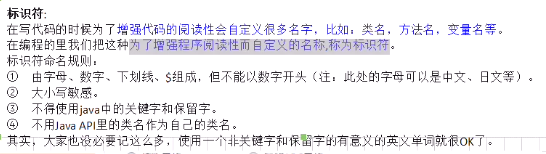 标识符:
在写代码的时候为了增强代码的阅读性会自定义很多名字，比如：类名，方法名，变量名等。
在编程的里我们把这种为了增强程序阅读性而自定义的名称,称为标识符。
标识符命名规则：
① 由字母、数字、下划线、$组成，但不能以数字开头（注：此处的字母可以是中文、日文等）。
② 大小写敏感。
③ 不得使用java中的关键字和保留字。
④ 不用Java API里的类名作为自己的类名。
其实，大家也没必要记这么多，使用一个非关键字和保留字的有意义的英义单词就很OK了。